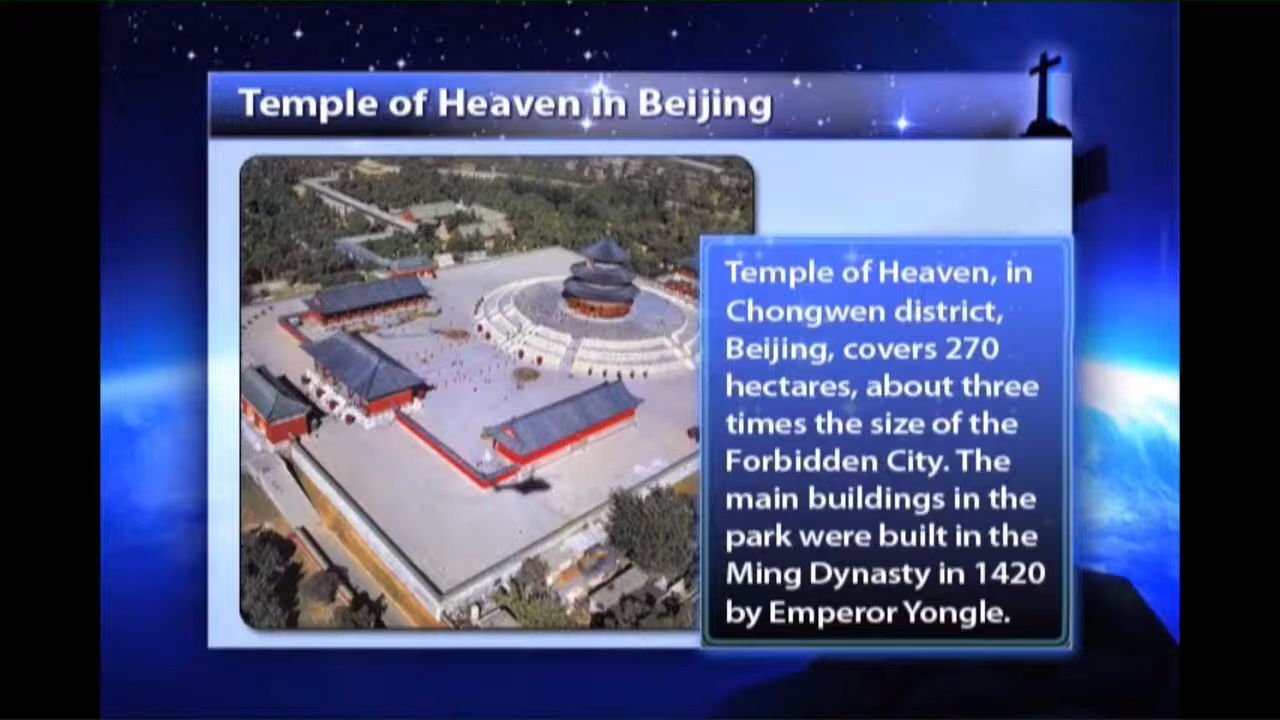 Temple of Heaven in Beijing
Temple of Heaven, in
Chongwen district,
Beijing, covers 270
hectares, about three
times the size of the
Forbidden City. The
main buildings in the
park were built in the
Ming Dynasty in 1420
by Emperor Yongle.